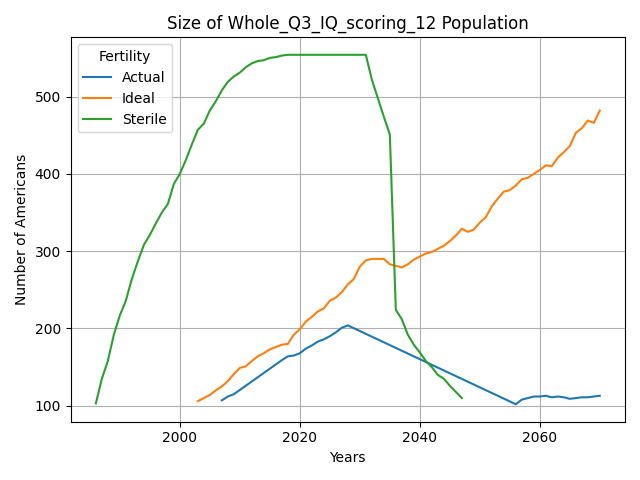 Size of Whole_Q3_IQ_scoring_12 Population
Fertility
Actual
Ideal
Sterile
Number of Americans
500
400
300
200
100
2000
2020
2040
2060
Years